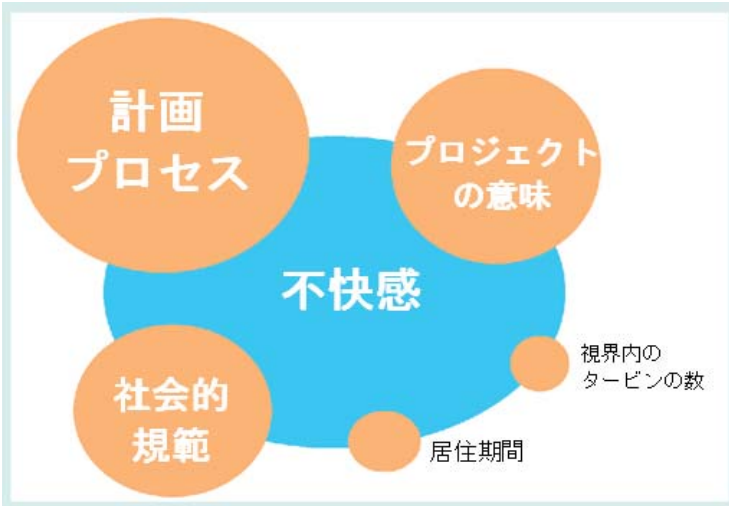 計画
プロセス
プロジェクト
の意味
不快感
視界内の
タービンの数
社会的
規範
居住期間